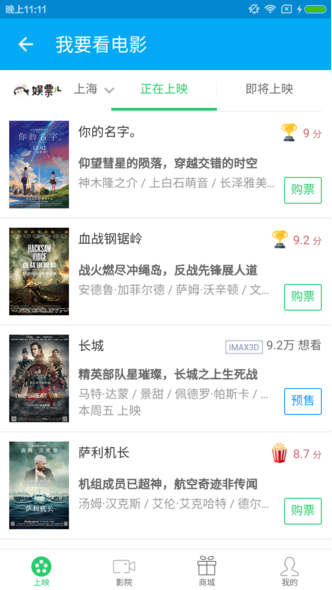 晚上11:11
我要看电影
娱票儿
上海
正在上映
即将上映
你的名字。
9 分
仰望彗星的陨落，穿越交错的时空
神木隆之介 / 上白石萌音 / 长泽雅美...
购票
血战钢锯岭
9.2 分
战火燃尽冲绳岛，反战先锋展人道
安德鲁·加菲尔德 / 萨姆·沃辛顿 / 文...
购票
HACKSAW
RIDGE
长城
IMAX3D
9.2万 想看
精英部队星璀璨，长城之上生死战
马特·达蒙 / 景甜 / 佩德罗·帕斯卡 / ...
本周五 上映
预售
萨利机长
8.7 分
机组成员已超神，航空奇迹非传闻
汤姆·汉克斯 / 艾伦·艾克哈特 / 德尔...
购票
上映
影院
商城
我的